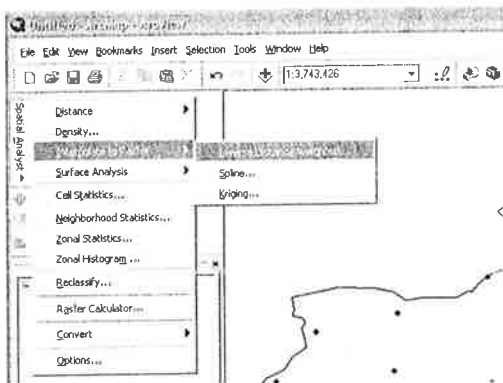 File Edit View Bookmarks Insert Selection Tools Window Help
1:3,743,426
Spatial Analyst
Distance
Density...
Surface Analysis
Spline...
Cell Statistics...
Kriging...
Neighborhood Statistics...
Zonal Statistics...
Zonal Histogram ...
Reclassify...
Raster Calculator...
Convert
Options...